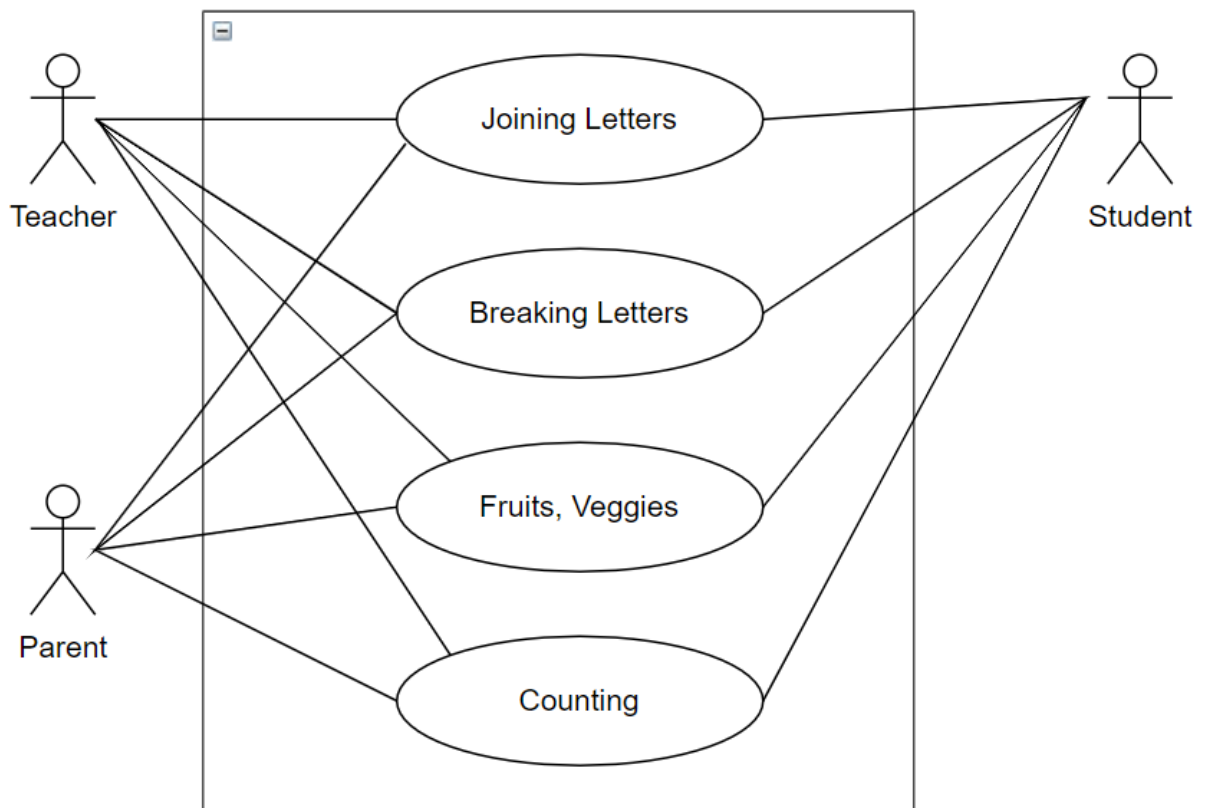 Joining Letters
Teacher
Student
Breaking Letters
Fruits, Veggies
Parent
Counting